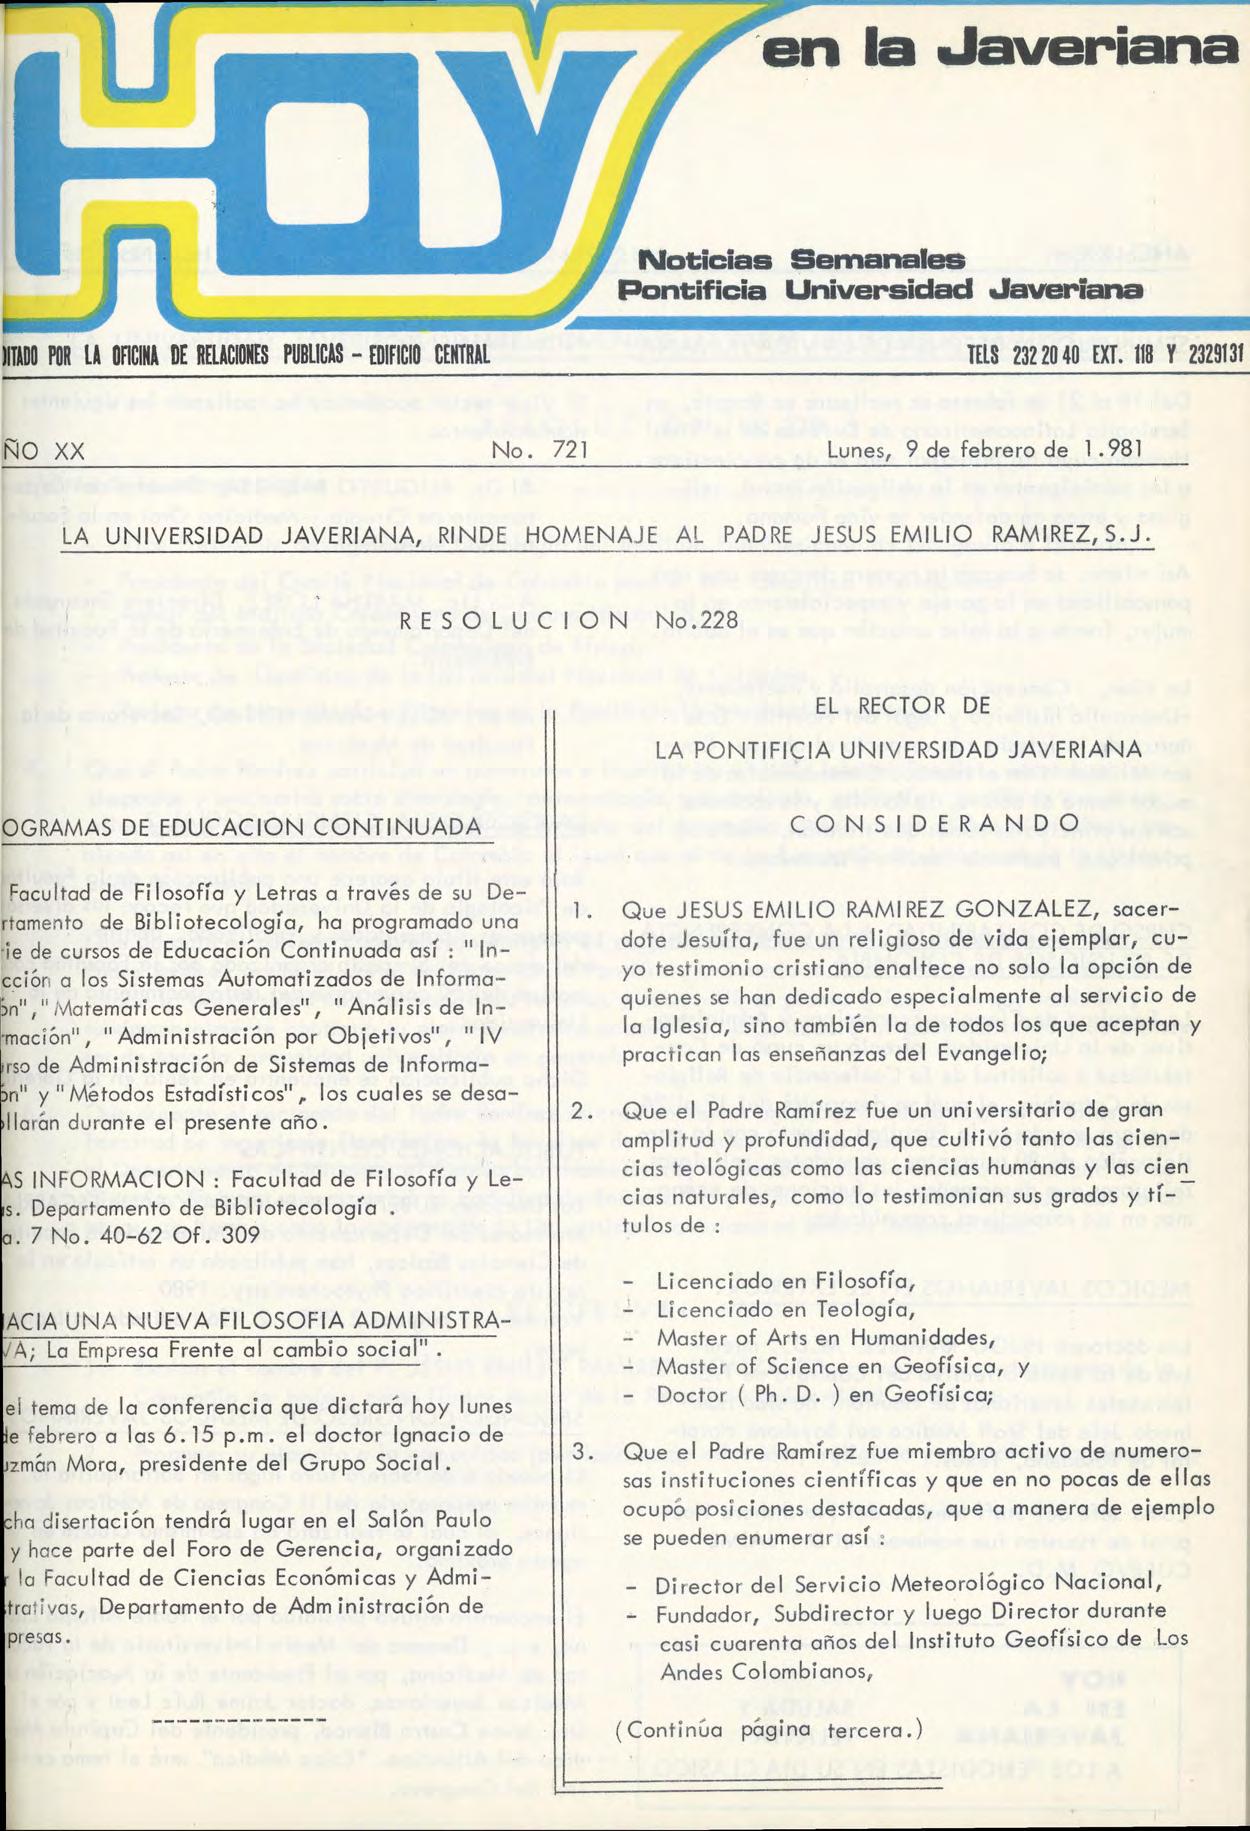 Hoy
en la Javeriana
Noticias Semanales
Pontificia Universidad Javeriana
DITADO POR LA OFICINA DE RELACIONES PUBLICAS – EDIFICIO CENTRAL
TELS 232 20 40 EXT. 118 Y 2329131
ÑO XX No. 721 Lunes, 9 de febrero de 1.981
LA UNIVERSIDAD JAVERIANA, RINDE HOMENAJE AL PADRE JESUS EMILIO RAMIREZ, S.J.
RESOLUCION No.228
OGRAMAS DE EDUCACION CONTINUADA
Facultad de Filosofía y Letras a través de su De-
rtamento de Bibliotecología, ha programado una
ie de cursos de Educación Continuada así : "In-
cción a los Sistemas Automatizados de Informa-
ón", "Matemáticas Generales", "Análisis de In-
mación", "Administración por Objetivos", "IV
rso de Administración de Sistemas de Informa-
ón" y "Métodos Estadísticos", los cuales se desa-
llarán durante el presente año.
AS INFORMACION : Facultad de Filosofía y Le-
as. Departamento de Bibliotecología .
a. 7 No. 40-62 Of. 309
ACIA UNA NUEVA FILOSOFIA ADMINISTRA-
VA; La Empresa Frente al cambio social".
el tema de la conferencia que dictará hoy lunes
de febrero a las 6:15 p.m. el doctor Ignacio de
uzmán Mora, presidente del Grupo Social.
cha disertación tendrá lugar en el Salón Paulo
y hace parte del Foro de Gerencia, organizado
r la Facultad de Ciencias Económicas y Admi-
trativas, Departamento de Administración de
presas.
EL RECTOR DE
LA PONTIFICIA UNIVERSIDAD JAVERIANA
CONSIDERANDO
1. Que JESUS EMILIO RAMIREZ GONZALEZ, sacer-
dote Jesuíta, fue un religioso de vida ejemplar, cu-
yo testimonio cristiano enaltece no solo la opción de
quienes se han dedicado especialmente al servicio de
la Iglesia, sino también la de todos los que aceptan y
practican las enseñanzas del Evangelio;
2. Que el Padre Ramírez fue un universitario de gran
amplitud y profundidad, que cultivó tanto las cien-
cias teológicas como las ciencias humanas y las cien
cias naturales, como lo testimonian sus grados y tí-
tulos de :
- Licenciado en Filosofía,
- Licenciado en Teología,
- Master of Arts en Humanidades,
- Master of Science en Geofísica, y
- Doctor ( Ph. D. ) en Geofísica;
3. Que el Padre Ramírez fue miembro activo de numero-
sas instituciones científicas y que en no pocas de ellas
ocupó posiciones destacadas, que a manera de ejemplo
se pueden enumerar así :
- Director del Servicio Meteorológico Nacional,
- Fundador, Subdirector y luego Director durante
casi cuarenta años del Instituto Geofísico de Los
Andes Colombianos,
(Continúa página tercera.)